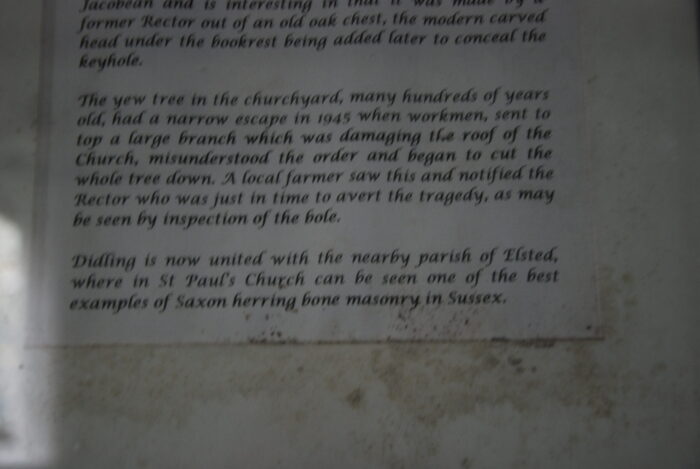 Jacobean and is interesting in that it was made by a
former Rector out of an old oak chest, the modern carved
head under the bookrest being added later to conceal the
keyhole.
The yew tree in the churchyard, many hundreds of years
old, had a narrow escape in 1945 when workmen, sent to
top a large branch which was damaging the roof of the
Church, misunderstood the order and began to cut the
whole tree down. A local farmer saw this and notified the
Rector who was just in time to avert the tragedy, as may
be seen by inspection of the bole.
Didling is now united with the nearby parish of Elsted,
where in St Paul's Church can be seen one of the best
examples of Saxon herring bone masonry in Sussex.